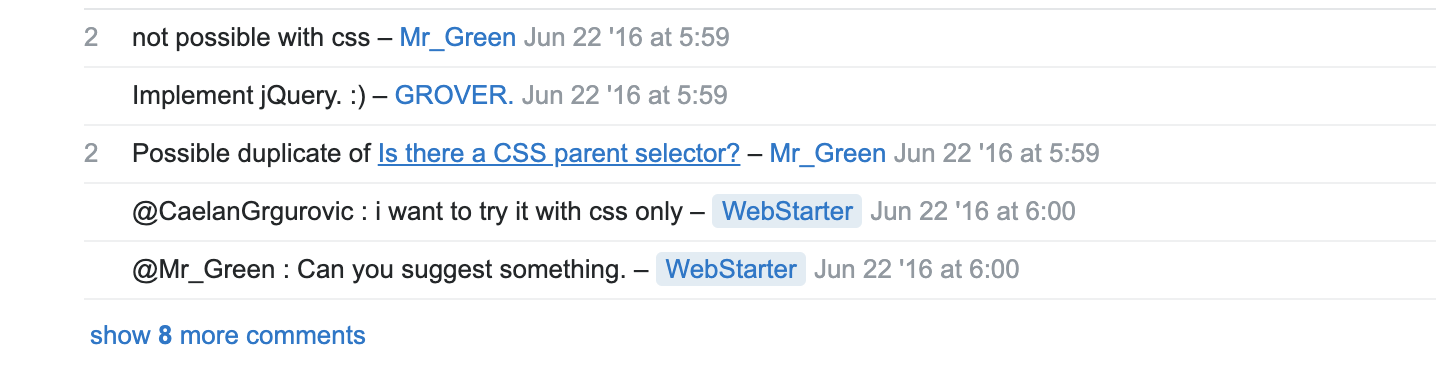 2 not possible with css – Mr_Green Jun 22 '16 at 5:59
Implement jQuery. :) – GROVER. Jun 22 '16 at 5:59
2 Possible duplicate of Is there a CSS parent selector? – Mr_Green Jun 22 '16 at 5:59
@CaelanGrgurovic : i want to try it with css only – WebStarter Jun 22 '16 at 6:00
@Mr_Green : Can you suggest something. – WebStarter Jun 22 '16 at 6:00
show 8 more comments